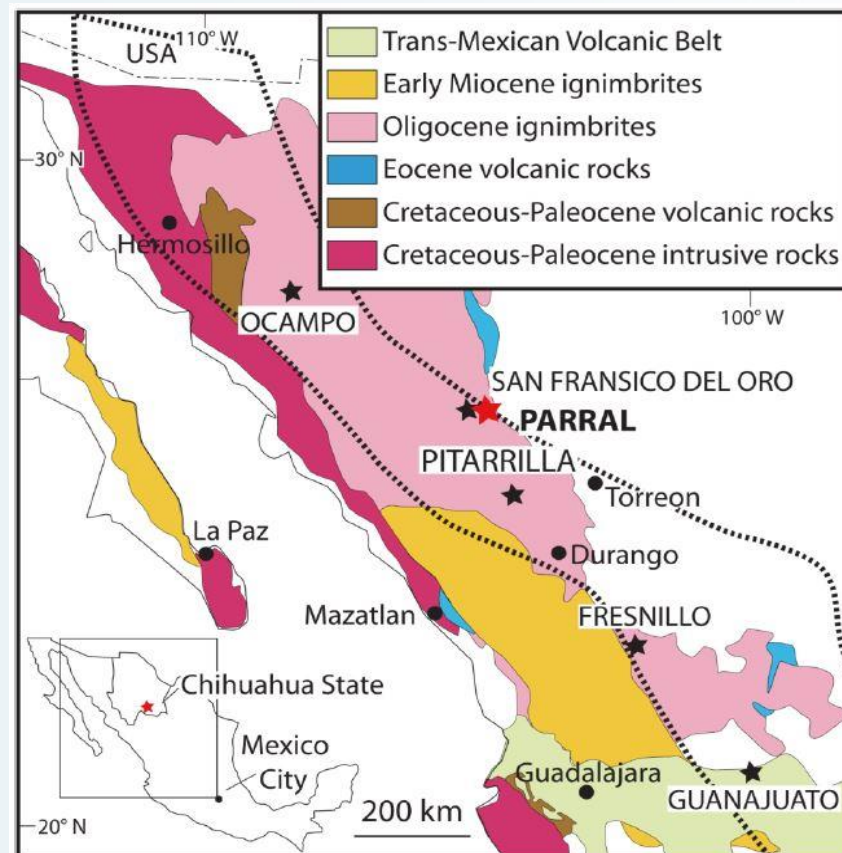 110° W
USA
Trans-Mexican Volcanic Belt
Early Miocene ignimbrites
Oligocene ignimbrites
Eocene volcanic rocks
Cretaceous-Paleocene volcanic rocks
Cretaceous-Paleocene intrusive rocks
30° N
Hermosillo
OCAMPO
100° W
SAN FRANSICO DEL ORO
PARRAL
PITARRILLA
Torreon
La Paz
Durango
Mazatlan
FRESNILLO
Chihuahua State
Mexico
City
Guadalajara
GUANAJUATO
200 km
20° N